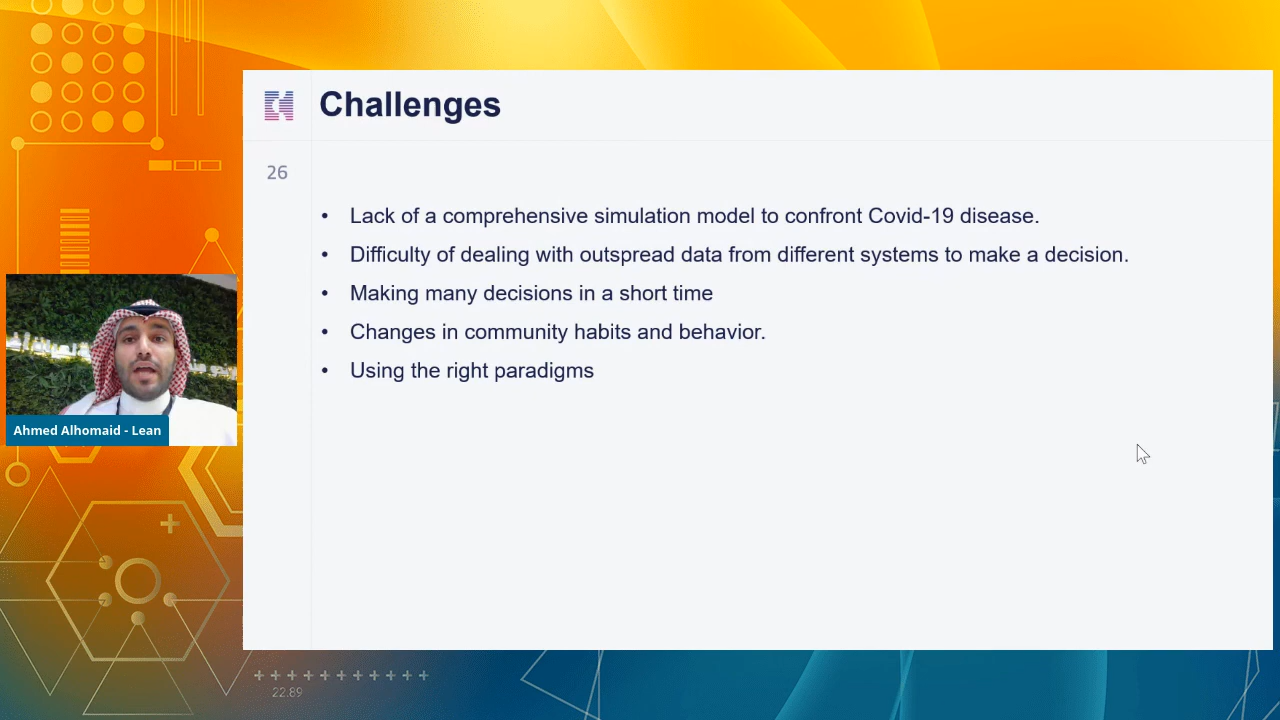 Challenges
26
• Lack of a comprehensive simulation model to confront Covid-19 disease.
• Difficulty of dealing with outspread data from different systems to make a decision.
• Making many decisions in a short time
• Changes in community habits and behavior.
• Using the right paradigms
Ahmed Alhomaid - Lean
22.89